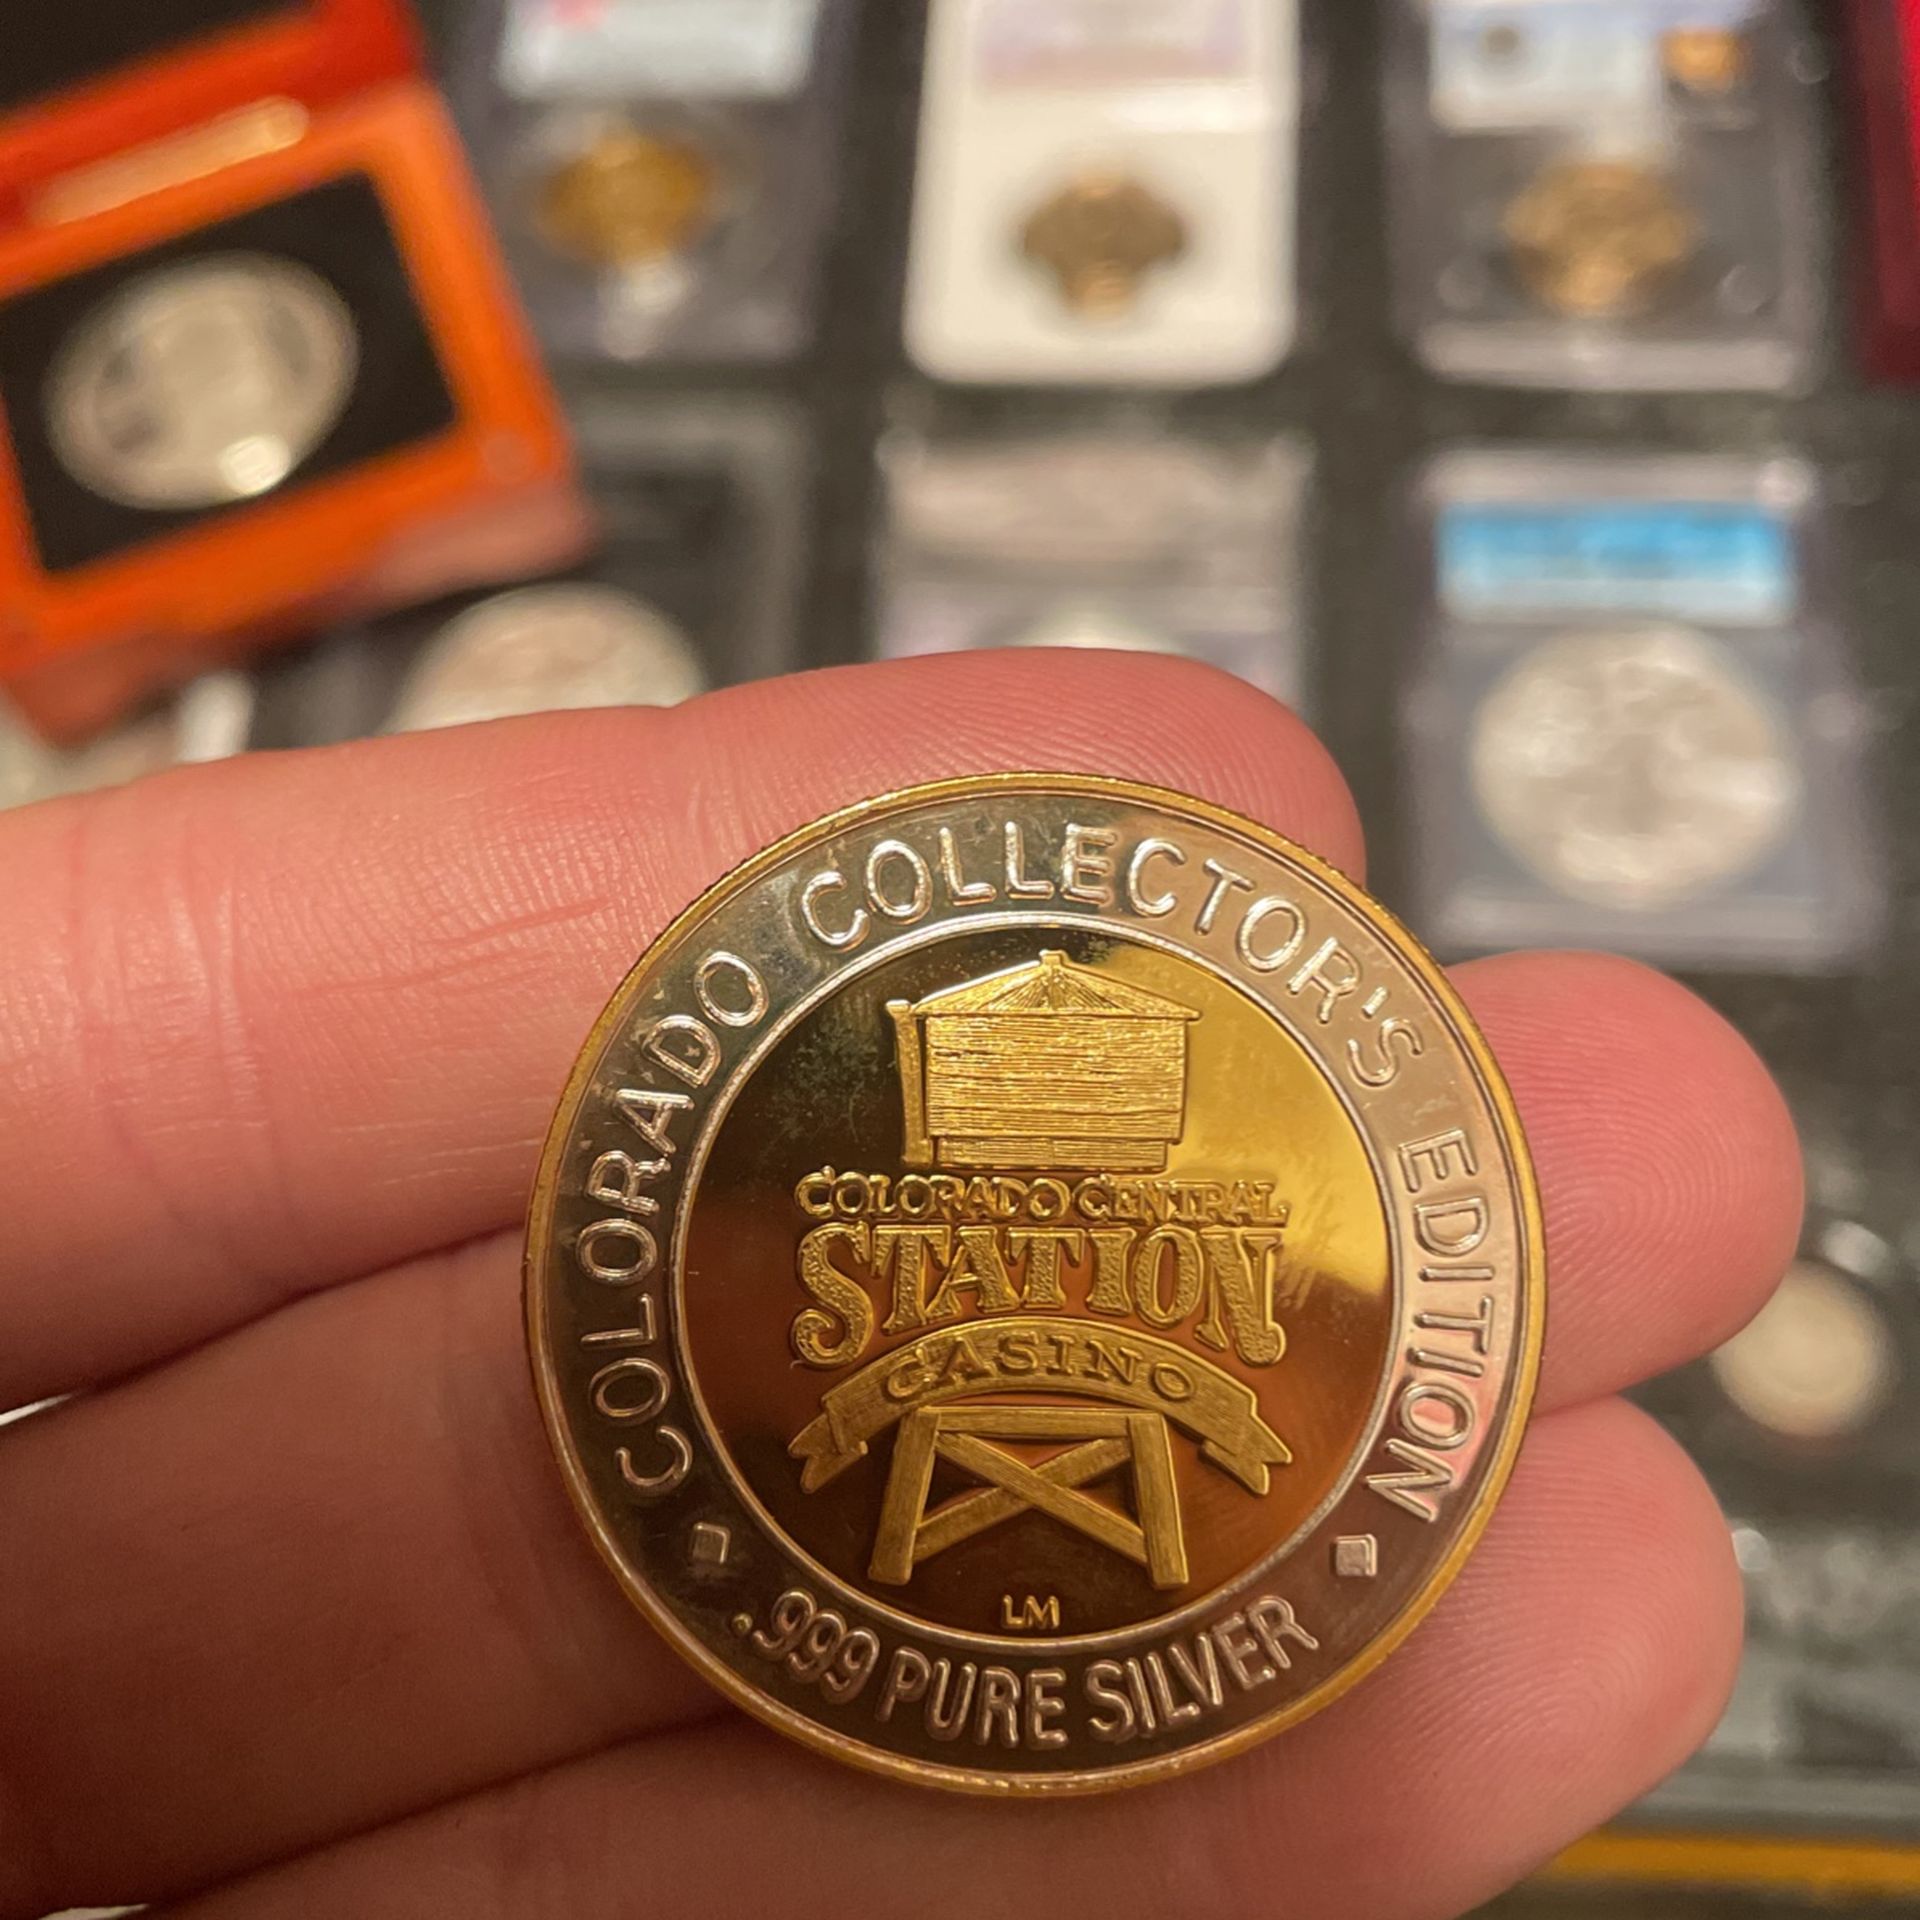 COLORADO COLLECTOR'S EDITION
COLORADO CENTRAL
STATION
CASINO
LM
.999 PURE SILVER